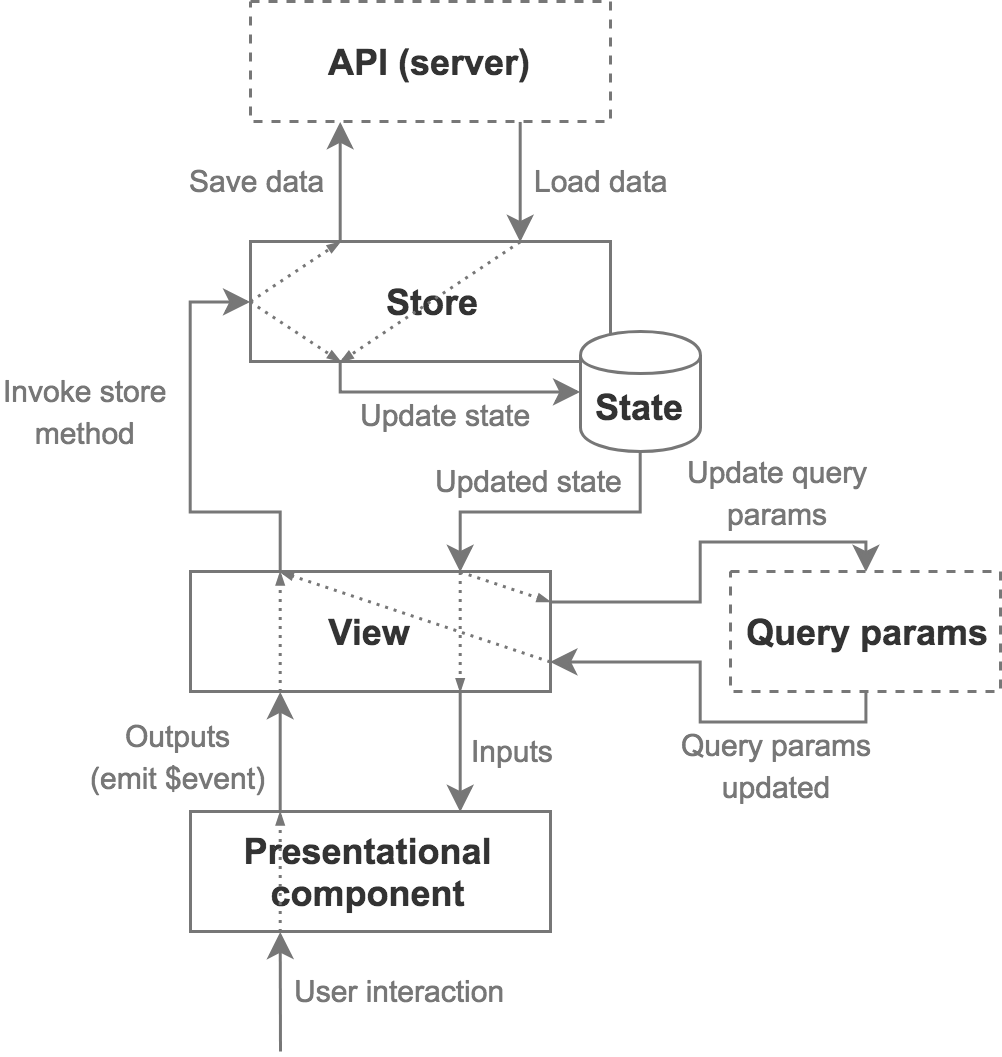 API (server)
Save data
Load data
Store
Invoke store
method
Update state
State
Updated state
Update query
params
View
Query params
Outputs
(emit $event)
Inputs
Query params
updated
Presentational
component
User interaction